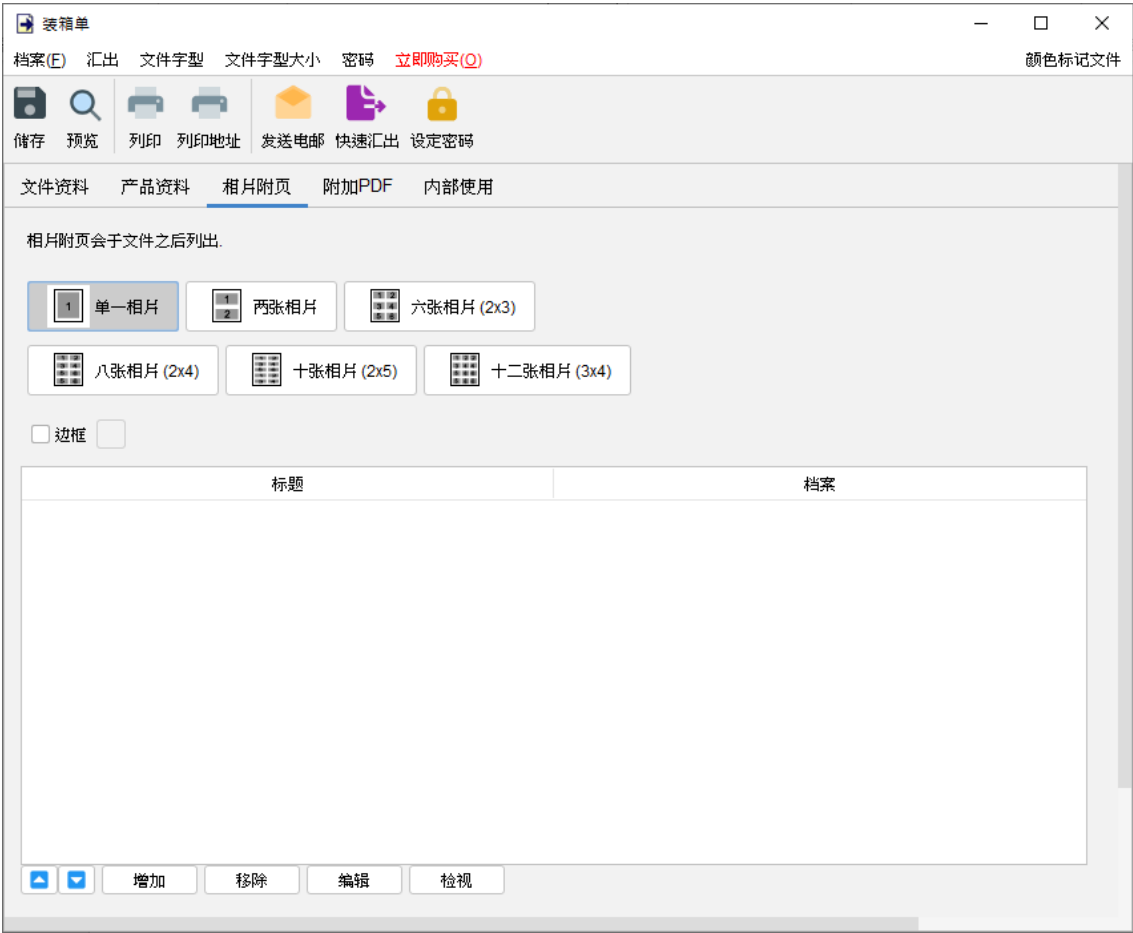 装箱单
档案(F) 汇出 文件字型 文件字型大小 密码 立即购买(O) 颜色标记文件
储存 预览 列印 列印地址 发送电邮 快速汇出 设定密码
文件资料 产品资料 相片附页 附加PDF 内部使用
相片附页会于文件之后列出.
1 单一相片 1 2 两张相片 1 2 3 4 5 6 六张相片 (2x3)
八张相片 (2x4) 十张相片 (2x5) 十二张相片 (3x4)
边框
标题 档案
增加 移除 编辑 检视